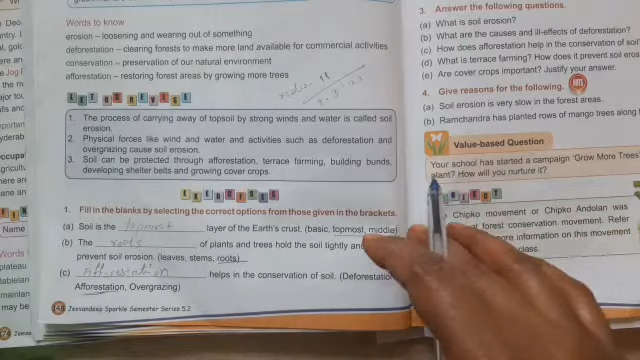 Words to know
erosion – loosening and wearing out of something
deforestation – clearing forests to make more land available for commercial activities
conservation – preservation of our natural environment
afforestation – restoring forest areas by growing more trees
LET US REVISE
1. The process of carrying away of topsoil by strong winds and water is called soil
erosion.
2. Physical forces like wind and water and activities such as deforestation and
overgrazing cause soil erosion.
3. Soil can be protected through afforestation, terrace farming, building bunds,
developing shelter belts and growing cover crops.
EXERCISES
1. Fill in the blanks by selecting the correct options from those given in the brackets.
(a) Soil is the topmost layer of the Earth's crust. (basic, topmost, middle)
(b) The roots of plants and trees hold the soil tightly and
prevent soil erosion. (leaves, stems, roots)
(c) Afforestation helps in the conservation of soil. (Deforestation
Afforestation, Overgrazing)
148 Jeevandeep Sparkle Semester Series 5.2
3. Answer the following questions.
(a) What is soil erosion?
(b) What are the causes and ill-effects of deforestation?
(c) How does afforestation help in the conservation of soil
(d) What is terrace farming? How does it prevent soil eros
(e) Are cover crops important? Justify your answer.
HOTS
4. Give reasons for the following.
(a) Soil erosion is very slow in the forest areas.
(b) Ramchandra has planted rows of mango trees along t
Value-based Question
Your school has started a campaign 'Grow More Trees'
plant? How will you nurture it?
Chipko movement or Chipko Andolan was
forest conservation movement. Refer
more information on this movement
class.
Name